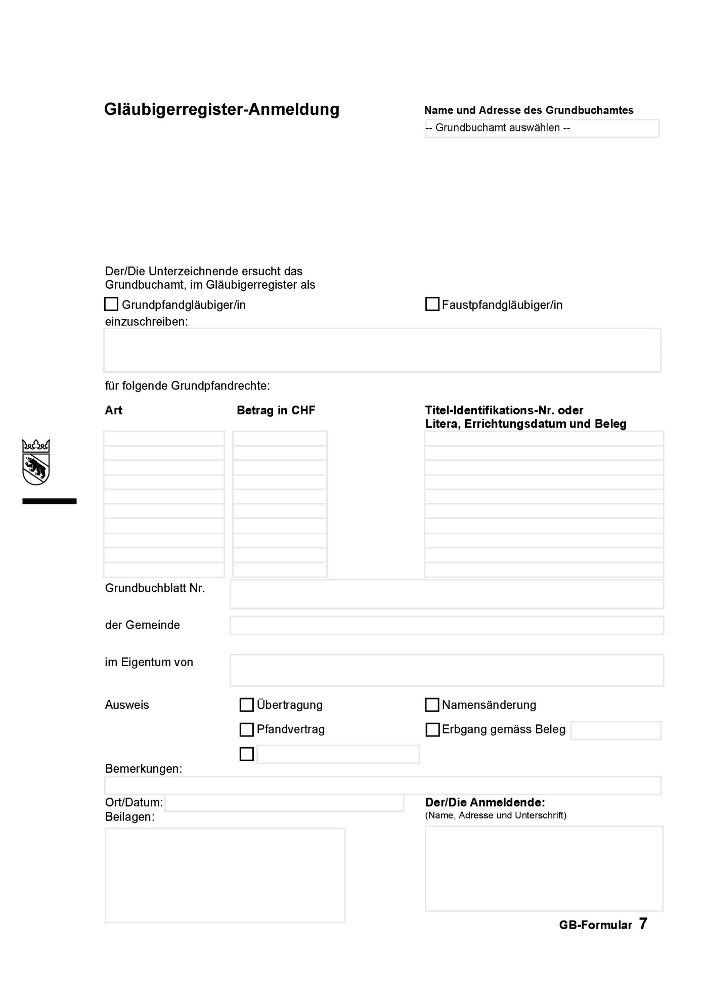 Gläubigerregister-Anmeldung
Name und Adresse des Grundbuchamtes
-- Grundbuchamt auswählen --
Der/Die Unterzeichnende ersucht das
Grundbuchamt, im Gläubigerregister als
Grundpfandgläubiger/in
Faustpfandgläubiger/in
einzuschreiben:
für folgende Grundpfandrechte:
Art
Betrag in CHF
Titel-Identifikations-Nr. oder
Litera, Errichtungsdatum und Beleg
Grundbuchblatt Nr.
der Gemeinde
im Eigentum von
Ausweis
Übertragung
Namensänderung
Pfandvertrag
Erbgang gemäss Beleg
Bemerkungen:
Ort/Datum:
Beilagen:
Der/Die Anmeldende:
(Name, Adresse und Unterschrift)
GB-Formular 7